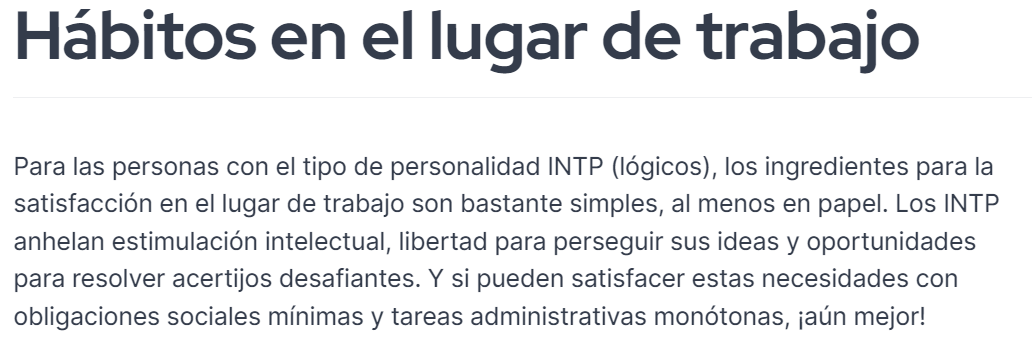 Hábitos en el lugar de trabajo
Para las personas con el tipo de personalidad INTP (lógicos), los ingredientes para la
satisfacción en el lugar de trabajo son bastante simples, al menos en papel. Los INTP
anhelan estimulación intelectual, libertad para perseguir sus ideas y oportunidades
para resolver acertijos desafiantes. Y si pueden satisfacer estas necesidades con
obligaciones sociales mínimas y tareas administrativas monótonas, ¡aún mejor!